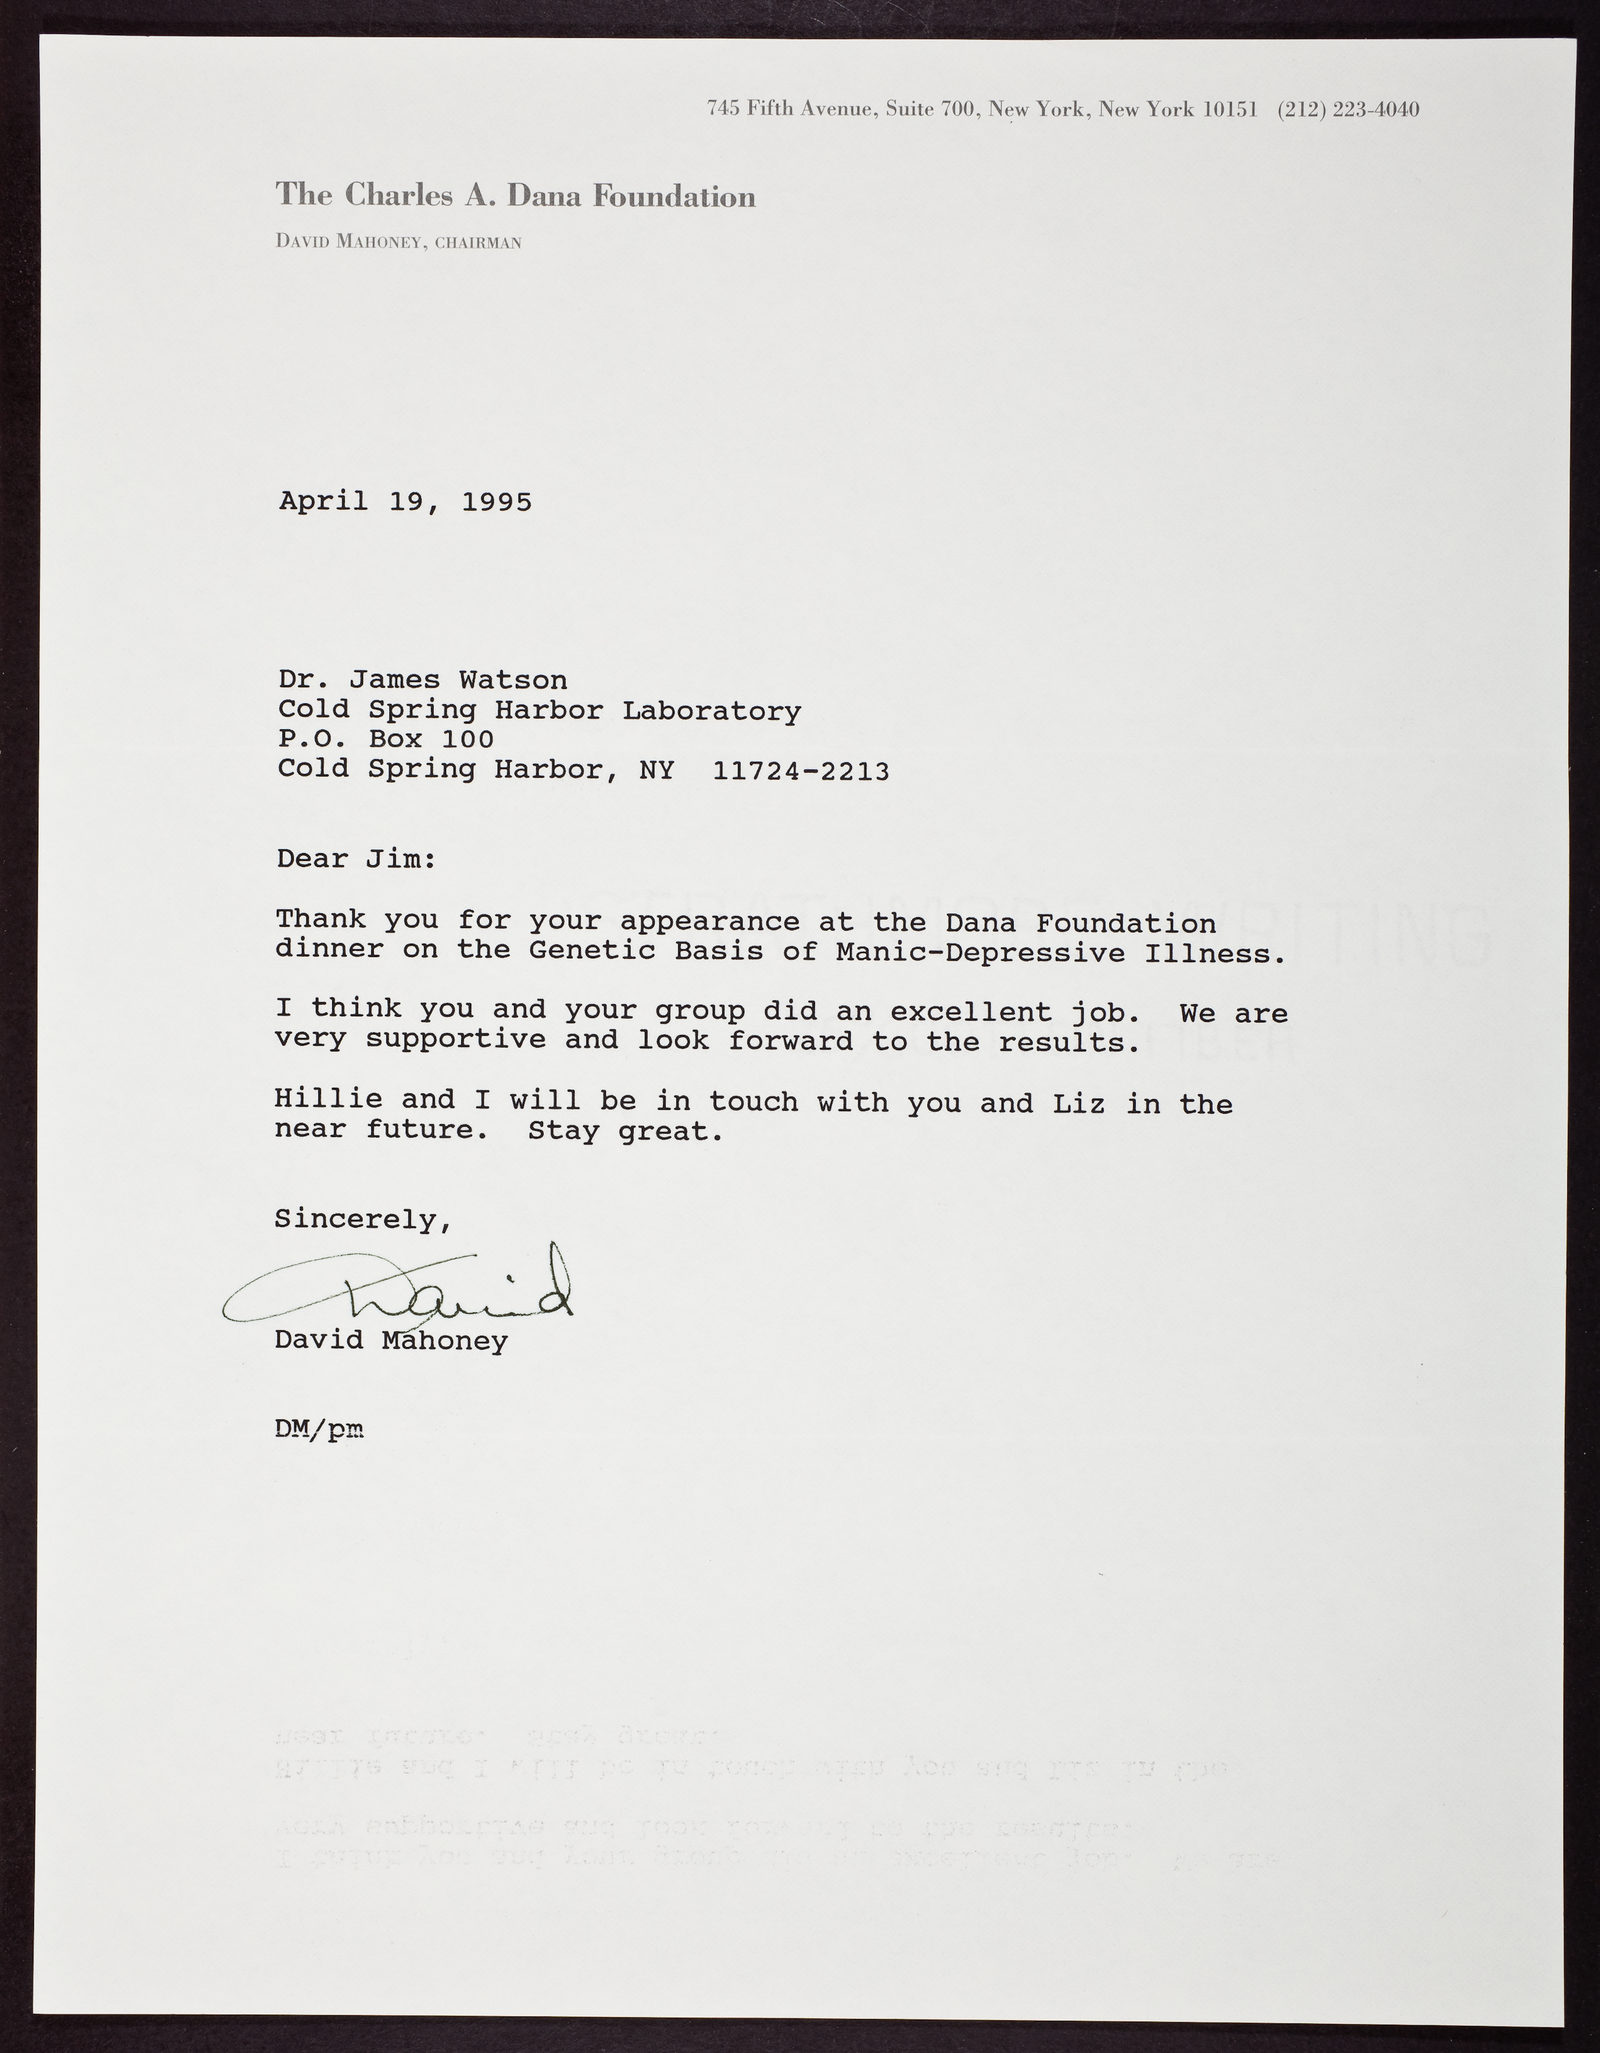 745 Fifth Avenue, Suite 700, New York, New York 10151 (212) 223-4040
The Charles A. Dana Foundation
David Mahoney, chairman
April 19, 1995
Dr. James Watson
Cold Spring Harbor Laboratory
P.O. Box 100
Cold Spring Harbor, NY 11724-2213
Dear Jim:
Thank you for your appearance at the Dana Foundation
dinner on the Genetic Basis of Manic-Depressive Illness.
I think you and your group did an excellent job. We are
very supportive and look forward to the results.
Hillie and I will be in touch with you and Liz in the
near future. Stay great.
Sincerely,
David
David Mahoney
DM/pm